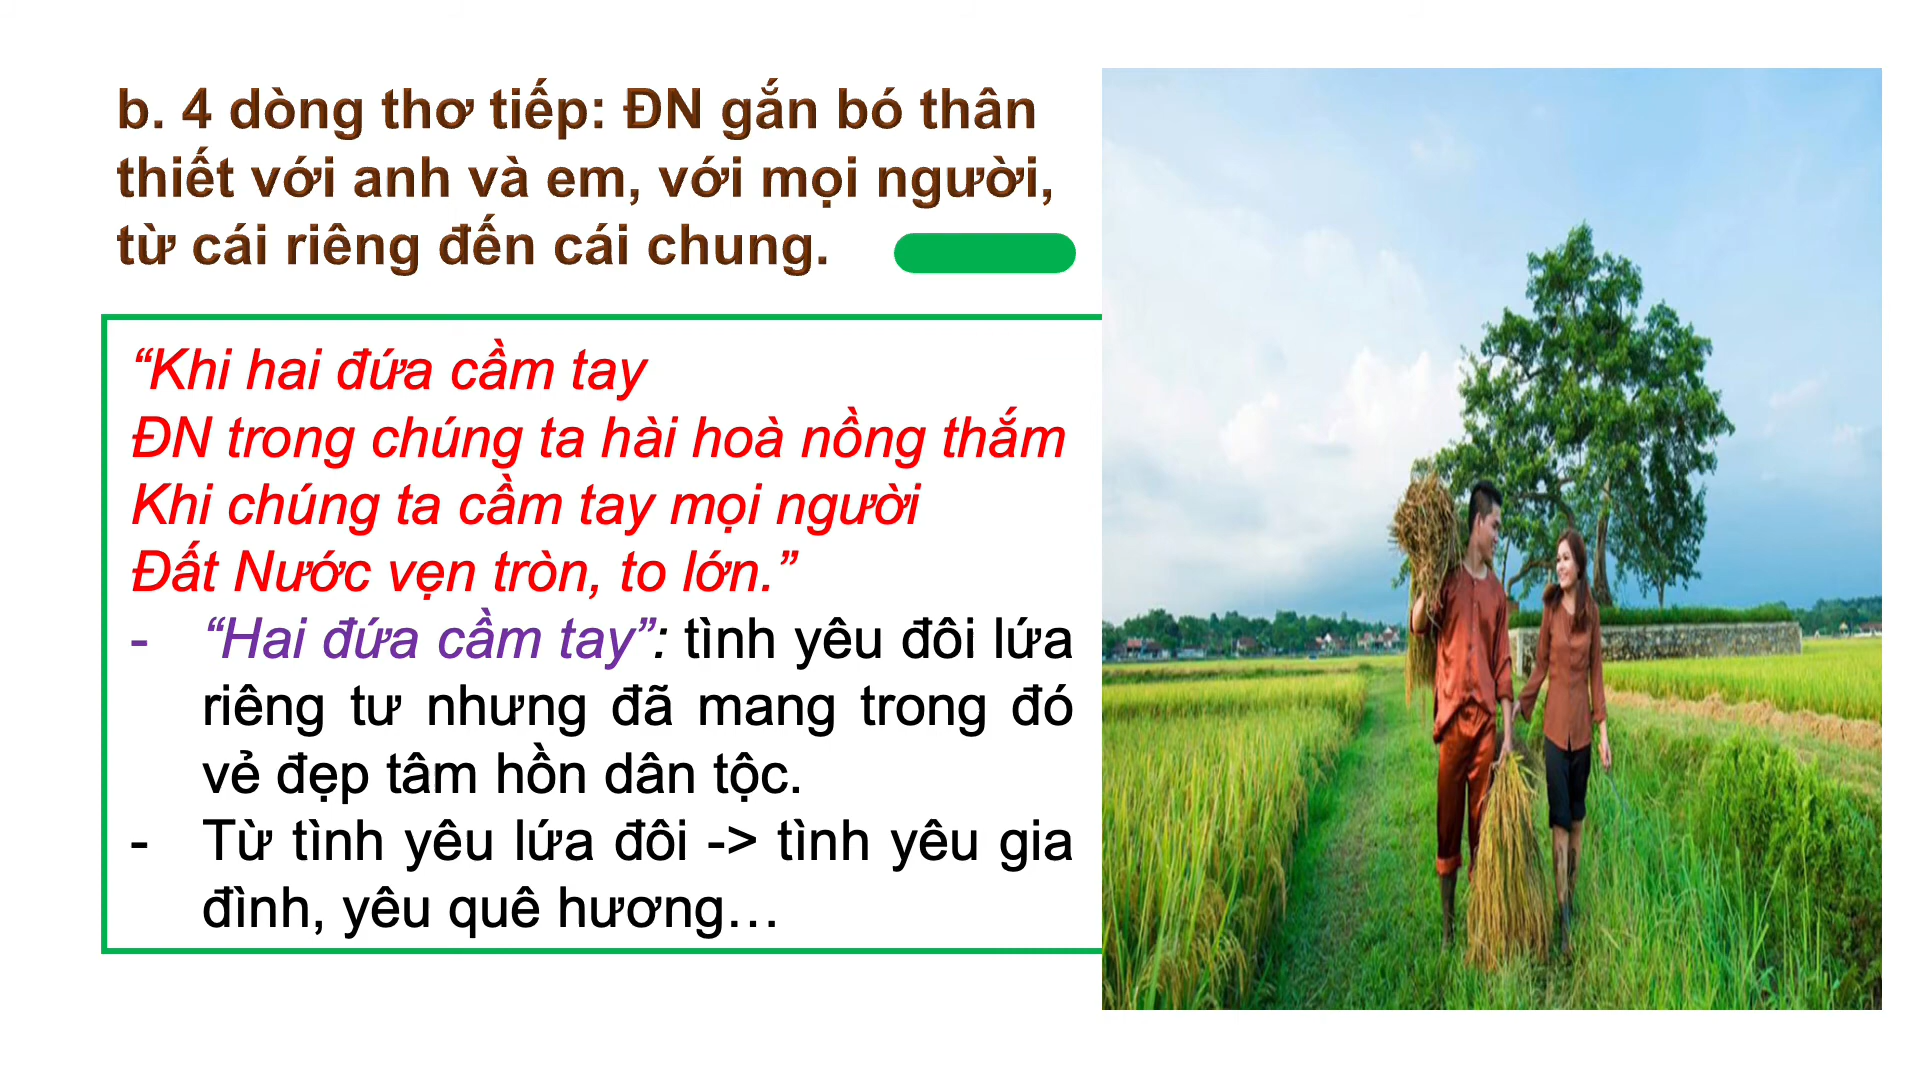 b. 4 dòng thơ tiếp: ĐN gắn bó thân
thiết với anh và em, với mọi người,
từ cái riêng đến cái chung.
“Khi hai đứa cầm tay
ĐN trong chúng ta hài hoà nồng thắm
Khi chúng ta cầm tay mọi người
Đất Nước vẹn tròn, to lớn.”
- “Hai đứa cầm tay”: tình yêu đôi lứa
riêng tư nhưng đã mang trong đó
vẻ đẹp tâm hồn dân tộc.
- Từ tình yêu lứa đôi -> tình yêu gia
đình, yêu quê hương…